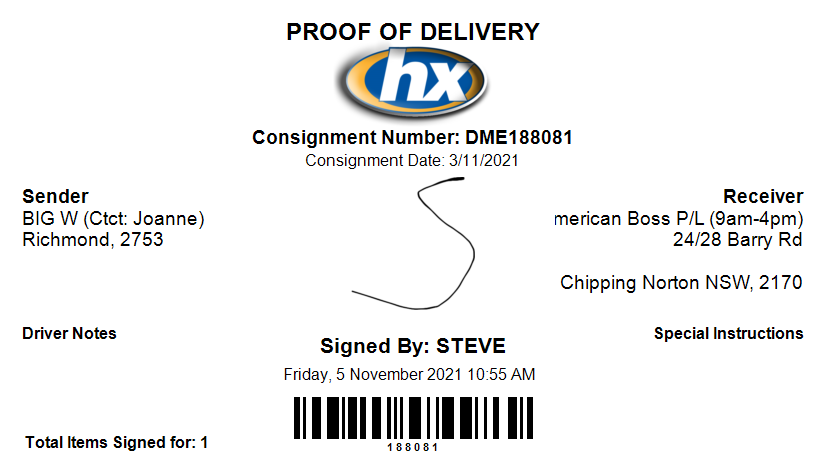 PROOF OF DELIVERY
hx
Consignment Number: DME188081
Consignment Date: 3/11/2021
Sender
BIG W (Ctct: Joanne)
Richmond, 2753
Receiver
merican Boss P/L (9am-4pm)
24/28 Barry Rd
Chipping Norton NSW, 2170
Driver Notes
Special Instructions
Signed By: STEVE
Friday, 5 November 2021 10:55 AM
188081
Total Items Signed for: 1